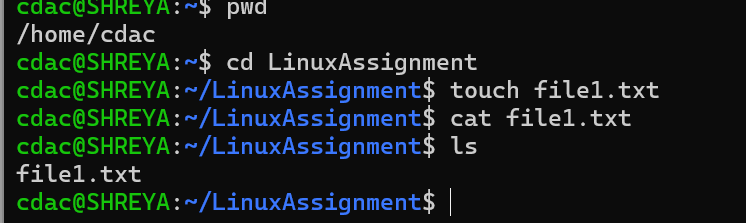 cdac@SHREYA:~$ pwd
/home/cdac
cdac@SHREYA:~$ cd LinuxAssignment
cdac@SHREYA:~/LinuxAssignment$ touch file1.txt
cdac@SHREYA:~/LinuxAssignment$ cat file1.txt
cdac@SHREYA:~/LinuxAssignment$ ls
file1.txt
cdac@SHREYA:~/LinuxAssignment$